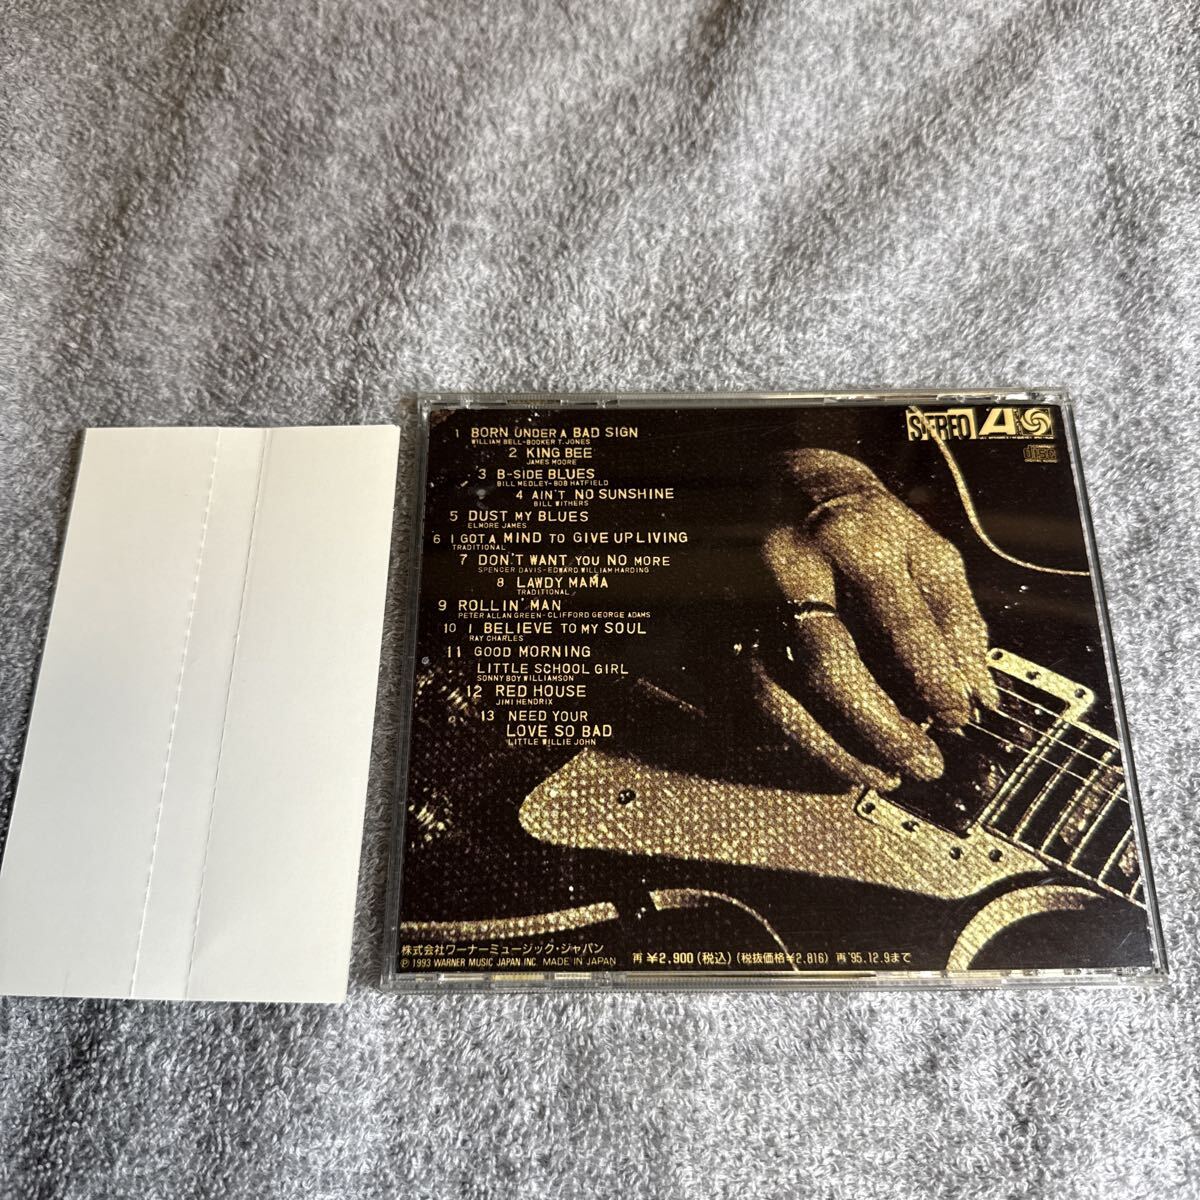 STEREO
disc
1 BORN UNDER A BAD SIGN
WILLIAM BELL-BOOKER T. JONES
2 KING BEE
JAMES MOORE
3 B-SIDE BLUES
BILL MEDLEY-BOB HATFIELD
4 AIN'T NO SUNSHINE
BILL WITHERS
5 DUST MY BLUES
ELMORE JAMES
6 I GOT A MIND TO GIVE UP LIVING
TRADITIONAL
7 DON'T WANT YOU NO MORE
SPENCER DAVIS-EDWARD WILLIAM HARDING
8 LAWDY MAMA
TRADITIONAL
9 ROLLIN' MAN
PETER ALLAN GREEN-CLIFFORD GEORGE ADAMS
10 I BELIEVE TO MY SOUL
RAY CHARLES
11 GOOD MORNING
LITTLE SCHOOL GIRL
SONNY BOY WILLIAMSON
12 RED HOUSE
JIMI HENDRIX
13 NEED YOUR
LOVE SO BAD
LITTLE WILLIE JOHN
株式会社ワーナーミュージック・ジャパン
℗ 1993 WARNER MUSIC JAPAN INC. MADE IN JAPAN 再 ¥2,900(税込)(税抜価格¥2,816) 再'95.12.9まで